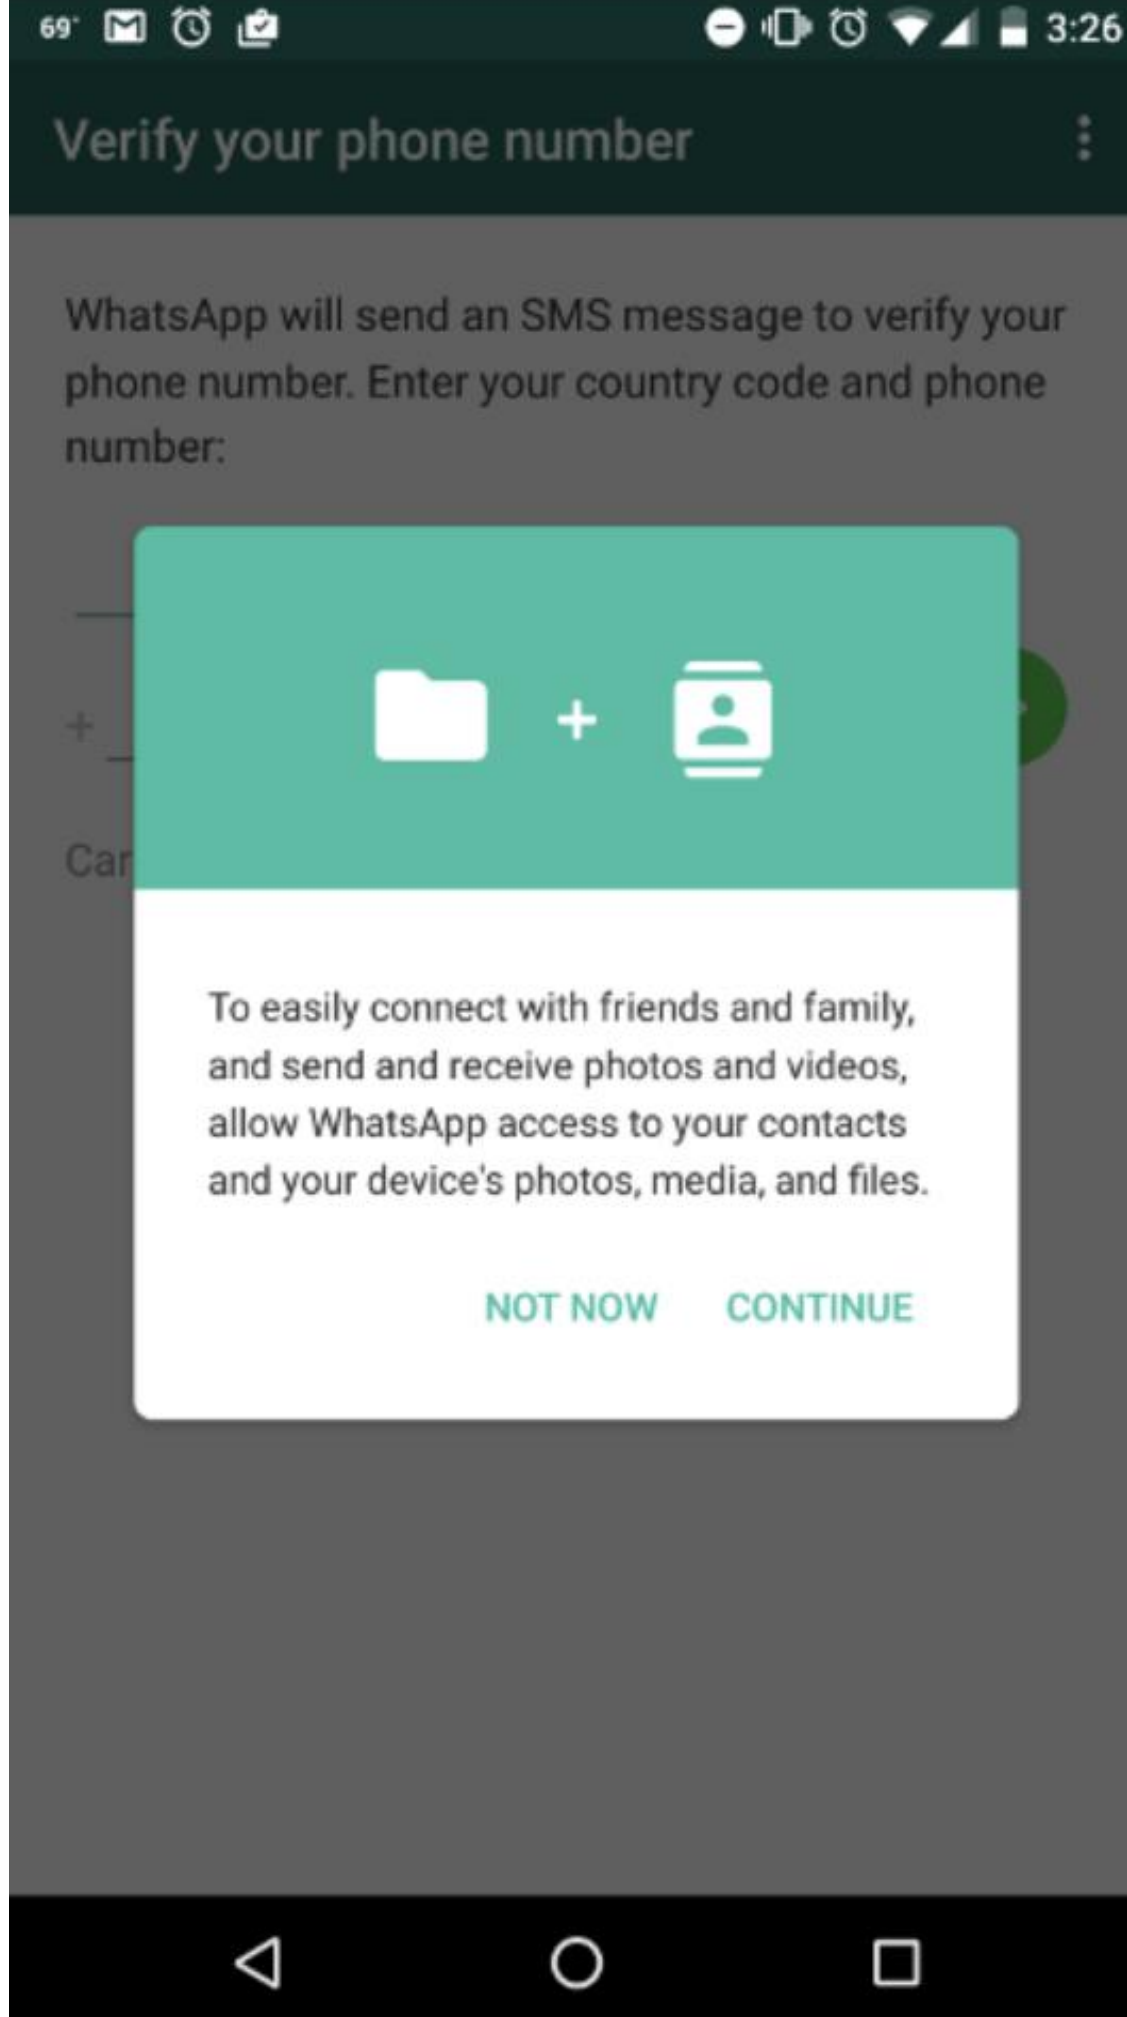 69° 3:26
Verify your phone number
WhatsApp will send an SMS message to verify your
phone number. Enter your country code and phone
number:
+
Car
To easily connect with friends and family,
and send and receive photos and videos,
allow WhatsApp access to your contacts
and your device's photos, media, and files.
NOT NOW CONTINUE